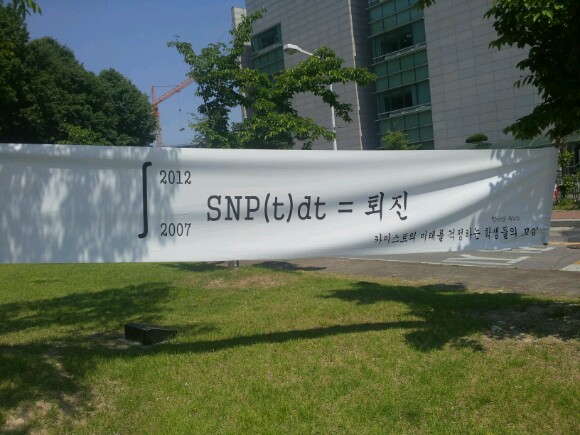 ∫ 2012
2007
SNP(t)dt = 퇴진
카이스트의 미래를 걱정하는 학생들의 모임